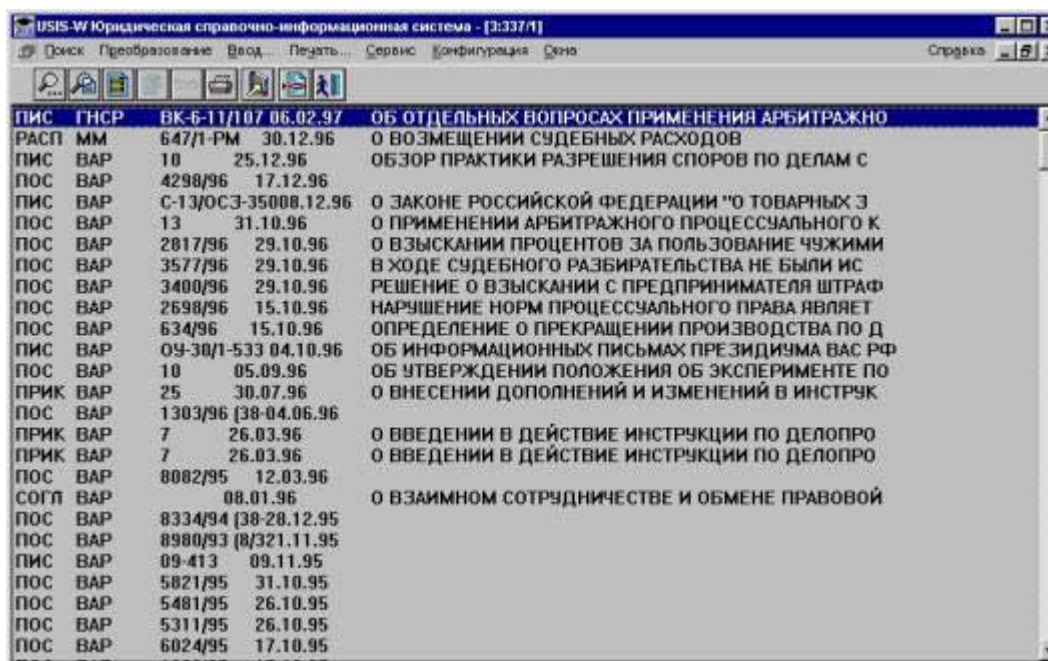 USIS-W Юридическая справочно-информационная система - [3:337/1]
Поиск Преобразование Ввод... Печать... Сервис Конфигурация Окна Справка
ПИС ГНСР ВК-6-11/107 06.02.97 ОБ ОТДЕЛЬНЫХ ВОПРОСАХ ПРИМЕНЕНИЯ АРБИТРАЖНО
РАСП ММ 647/1-РМ 30.12.96 О ВОЗМЕЩЕНИИ СУДЕБНЫХ РАСХОДОВ
ПИС ВАР 10 25.12.96 ОБЗОР ПРАКТИКИ РАЗРЕШЕНИЯ СПОРОВ ПО ДЕЛАМ С
ПОС ВАР 4298/96 17.12.96
ПИС ВАР С-13/ОСЗ-35008.12.96 О ЗАКОНЕ РОССИЙСКОЙ ФЕДЕРАЦИИ "О ТОВАРНЫХ З
ПОС ВАР 13 31.10.96 О ПРИМЕНЕНИИ АРБИТРАЖНОГО ПРОЦЕССУАЛЬНОГО К
ПОС ВАР 2817/96 29.10.96 О ВЗЫСКАНИИ ПРОЦЕНТОВ ЗА ПОЛЬЗОВАНИЕ ЧУЖИМИ
ПОС ВАР 3577/96 29.10.96 В ХОДЕ СУДЕБНОГО РАЗБИРАТЕЛЬСТВА НЕ БЫЛИ ИС
ПОС ВАР 3400/96 29.10.96 РЕШЕНИЕ О ВЗЫСКАНИИ С ПРЕДПРИНИМАТЕЛЯ ШТРАФ
ПОС ВАР 2698/96 15.10.96 НАРУШЕНИЕ НОРМ ПРОЦЕССУАЛЬНОГО ПРАВА ЯВЛЯЕТ
ПОС ВАР 634/96 15.10.96 ОПРЕДЕЛЕНИЕ О ПРЕКРАЩЕНИИ ПРОИЗВОДСТВА ПО Д
ПИС ВАР ОУ-30/1-533 04.10.96 ОБ ИНФОРМАЦИОННЫХ ПИСЬМАХ ПРЕЗИДИУМА ВАС РФ
ПОС ВАР 10 05.09.96 ОБ УТВЕРЖДЕНИИ ПОЛОЖЕНИЯ ОБ ЭКСПЕРИМЕНТЕ ПО
ПРИК ВАР 25 30.07.96 О ВНЕСЕНИИ ДОПОЛНЕНИЙ И ИЗМЕНЕНИЙ В ИНСТРУК
ПОС ВАР 1303/96 (38-04.06.96
ПРИК ВАР 7 26.03.96 О ВВЕДЕНИИ В ДЕЙСТВИЕ ИНСТРУКЦИИ ПО ДЕЛОПРО
ПРИК ВАР 7 26.03.96 О ВВЕДЕНИИ В ДЕЙСТВИЕ ИНСТРУКЦИИ ПО ДЕЛОПРО
ПОС ВАР 8082/95 12.03.96
СОГЛ ВАР 08.01.96 О ВЗАИМНОМ СОТРУДНИЧЕСТВЕ И ОБМЕНЕ ПРАВОВОЙ
ПОС ВАР 8334/94 (38-28.12.95
ПОС ВАР 8980/93 (8/321.11.95
ПИС ВАР 09-413 09.11.95
ПОС ВАР 5821/95 31.10.95
ПОС ВАР 5481/95 26.10.95
ПОС ВАР 5311/95 26.10.95
ПОС ВАР 6024/95 17.10.95